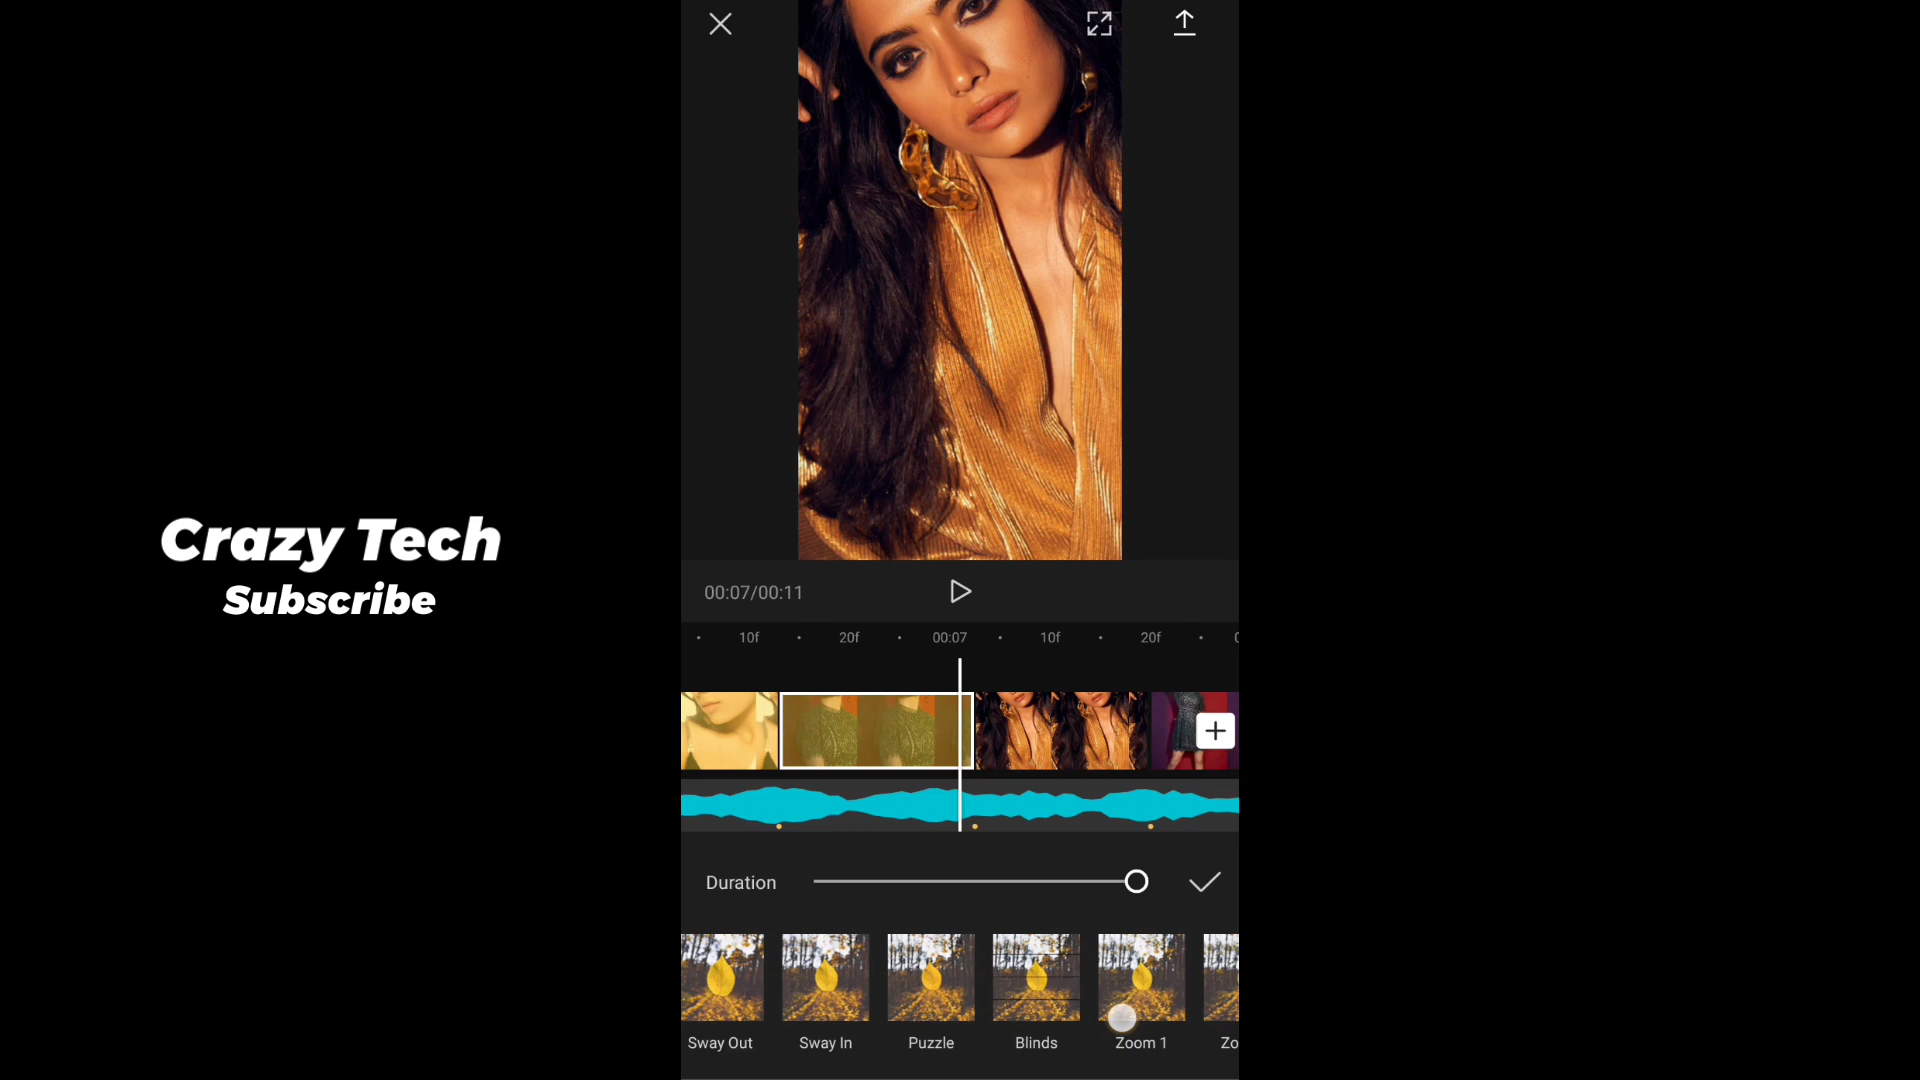 Crazy Tech
Subscribe
00:07/00:11
10f 20f 00:07 10f 20f
Duration
Sway Out Sway In Puzzle Blinds Zoom 1 Zo